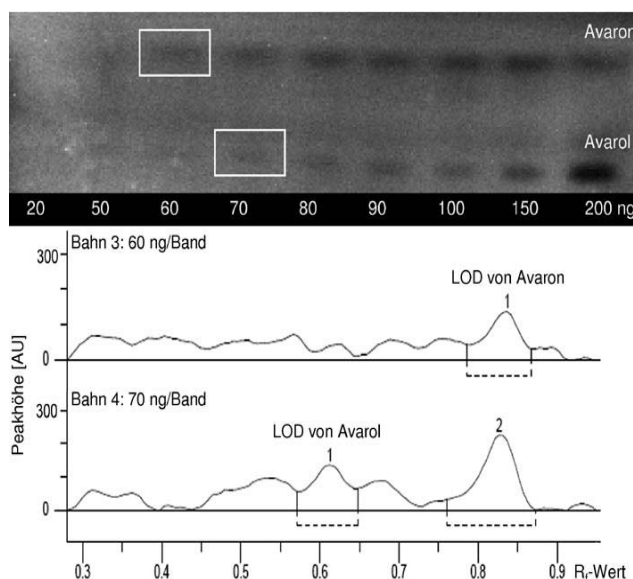 Avaron
Avarol
20 50 60 70 80 90 100 150 200 ng
Bahn 3: 60 ng/Band
300
LOD von Avaron
1
0
Peakhöhe [AU]
Bahn 4: 70 ng/Band
300
LOD von Avarol
1
2
0
0.3 0.4 0.5 0.6 0.7 0.8 0.9 Rf-Wert